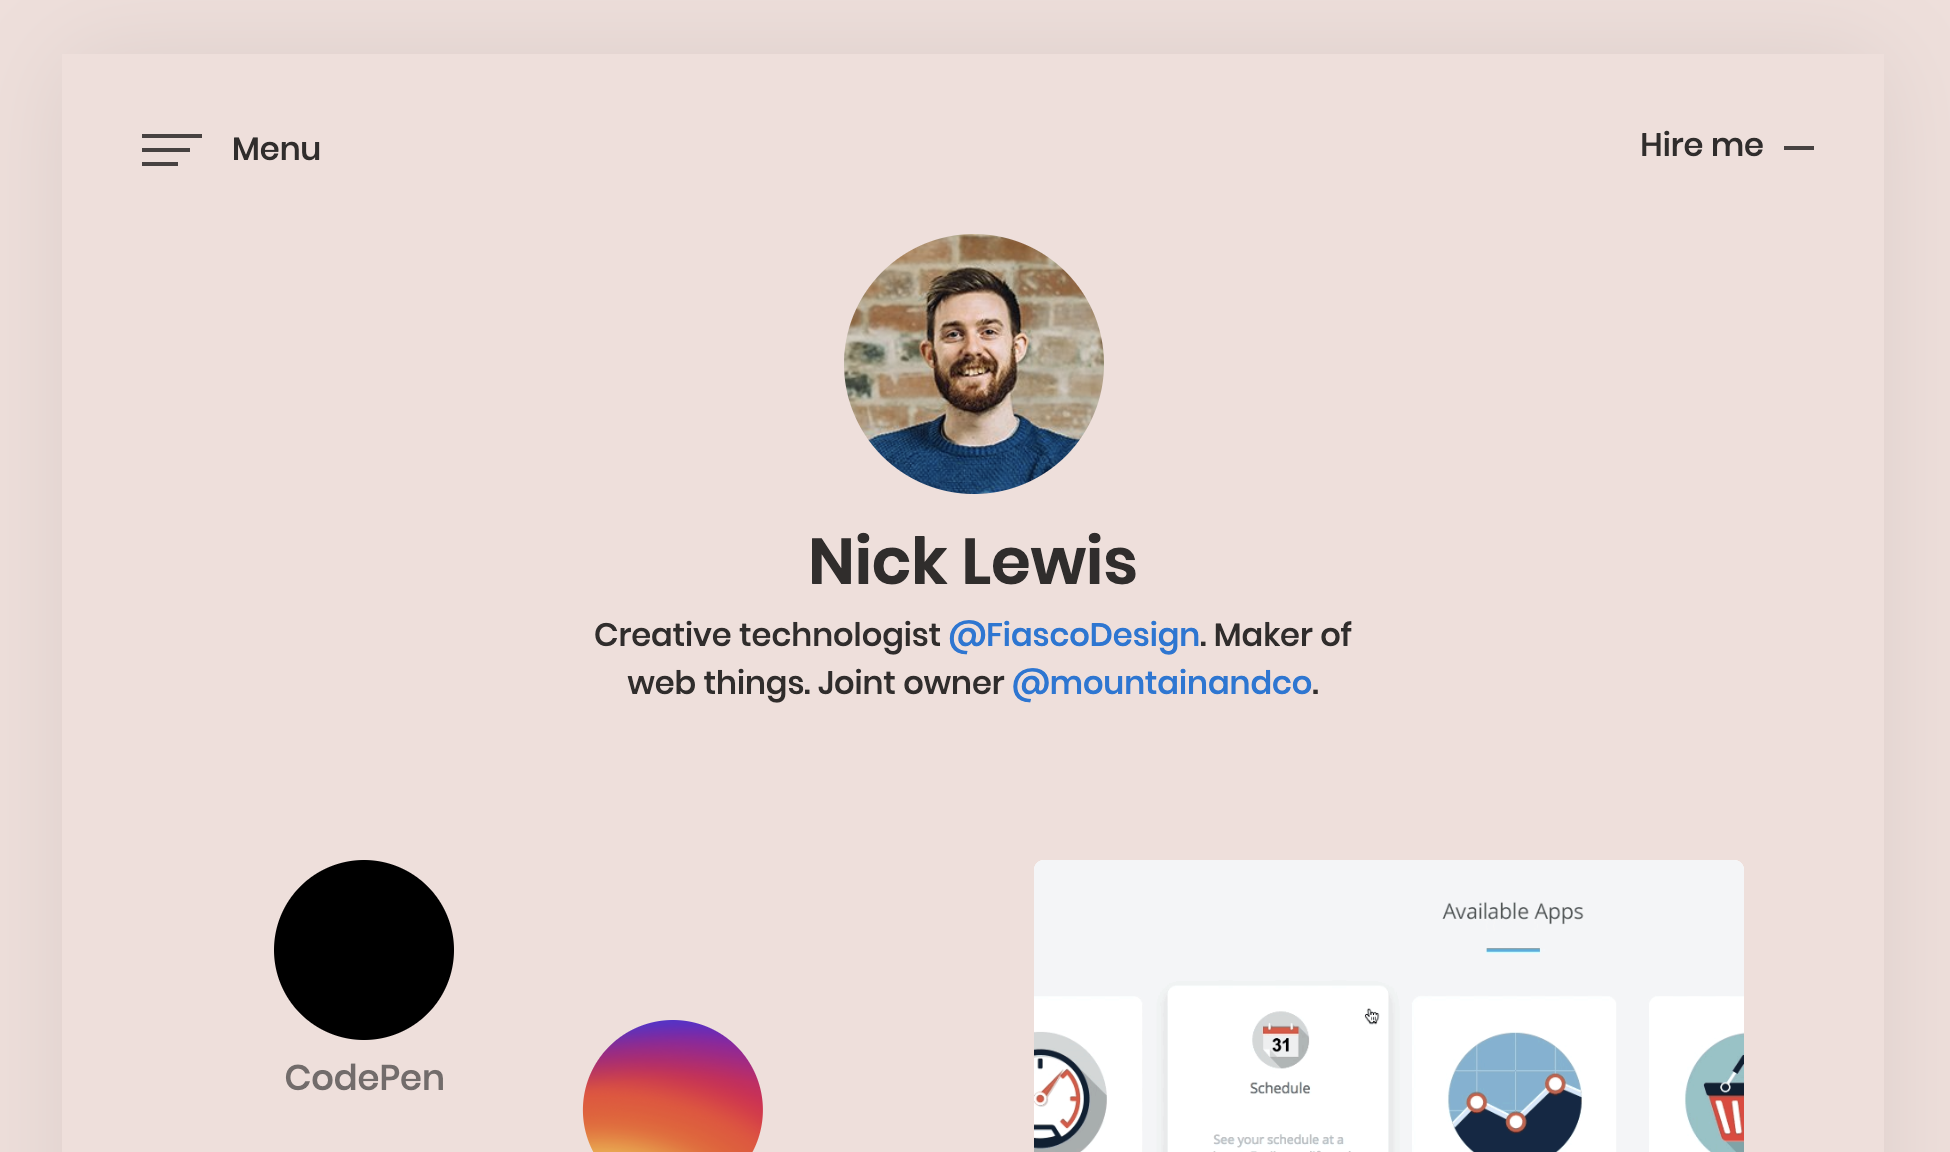 Menu
Hire me
Nick Lewis
Creative technologist @FiascoDesign. Maker of
web things. Joint owner @mountainandco.
CodePen
Available Apps
31
Schedule
See your schedule at a